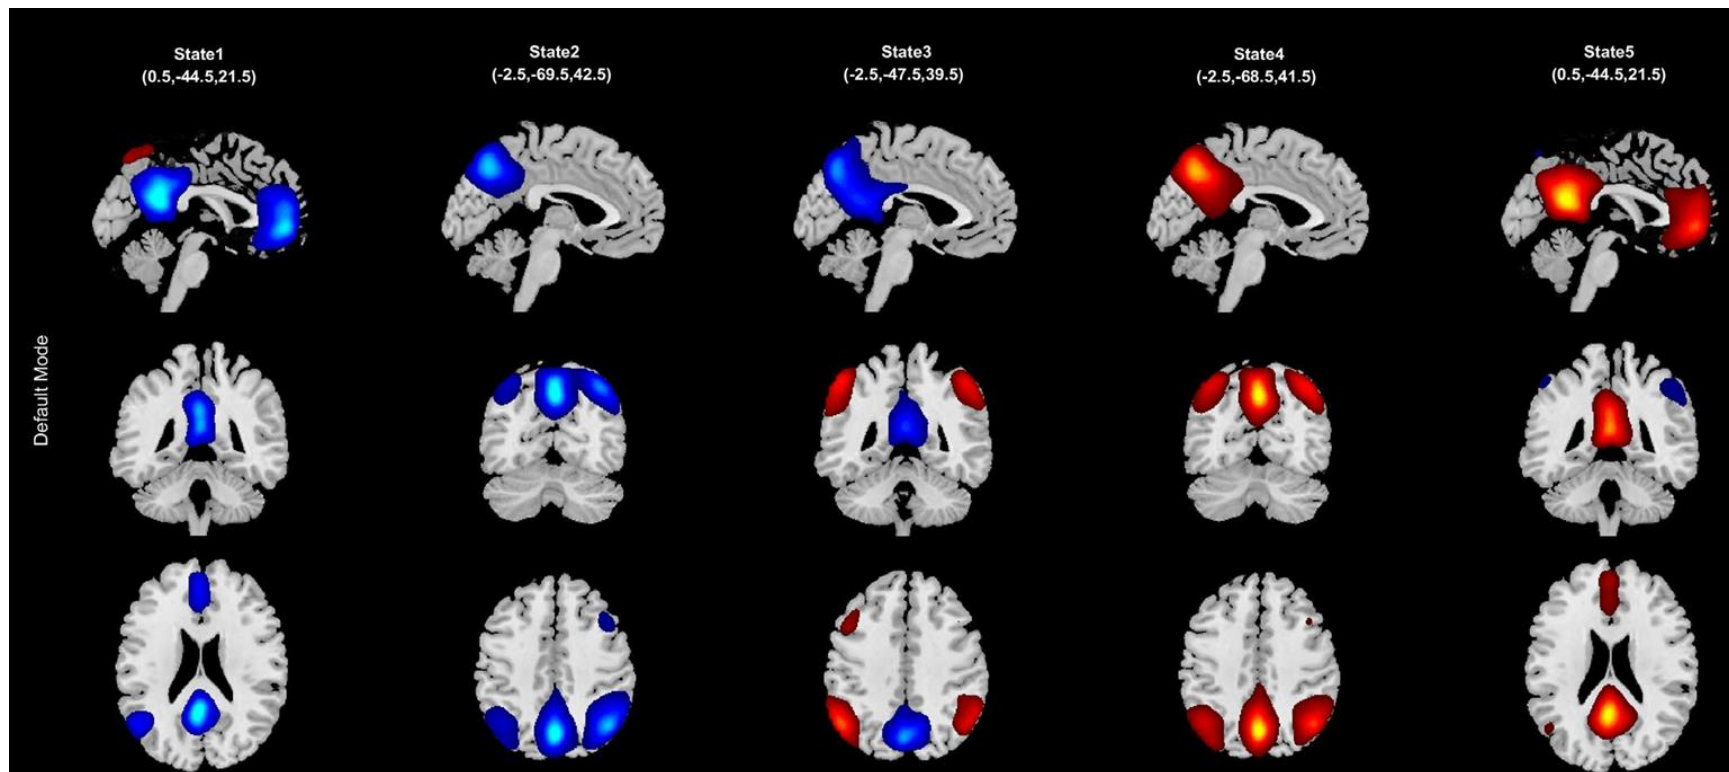 State1
(0.5,-44.5,21.5)
State2
(-2.5,-69.5,42.5)
State3
(-2.5,-47.5,39.5)
State4
(-2.5,-68.5,41.5)
State5
(0.5,-44.5,21.5)
Default Mode